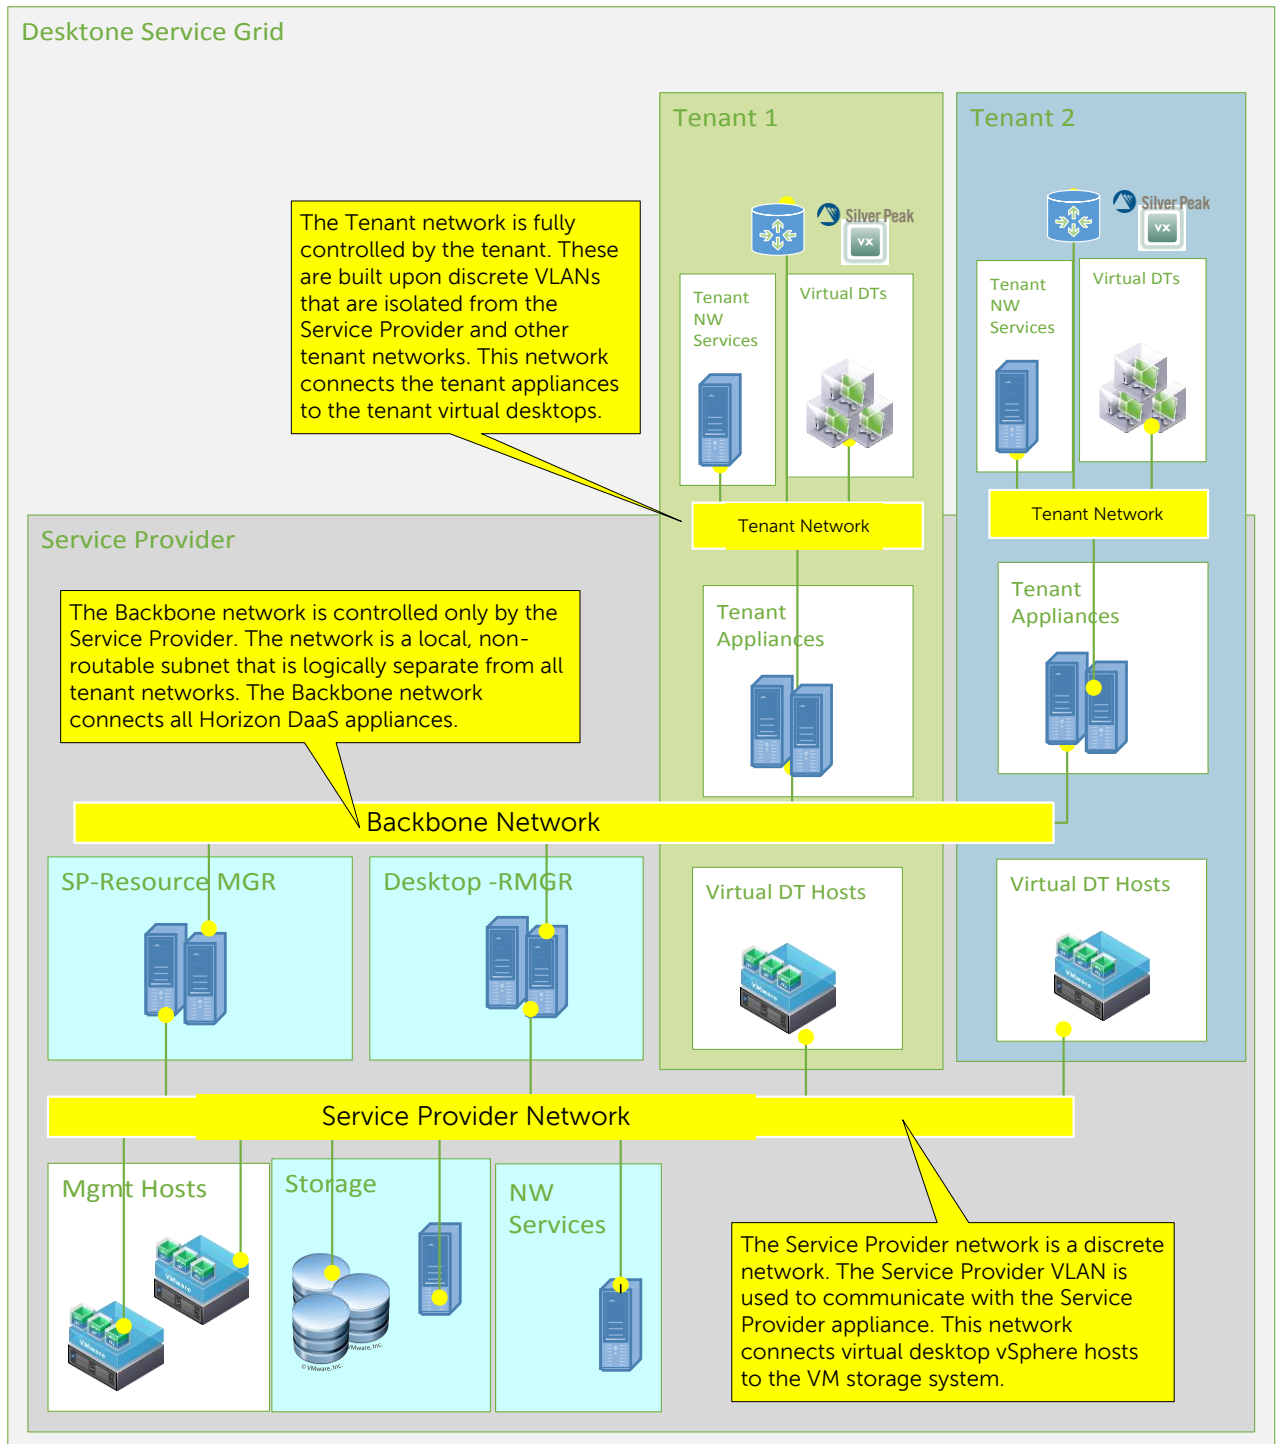 Desktone Service Grid
Tenant 1
Tenant 2
Silver Peak
VX
Silver Peak
VX
The Tenant network is fully
controlled by the tenant. These
are built upon discrete VLANs
that are isolated from the
Service Provider and other
tenant networks. This network
connects the tenant appliances
to the tenant virtual desktops.
Tenant
NW
Services
Virtual DTs
Tenant
NW
Services
Virtual DTs
Tenant Network
Tenant Network
Service Provider
The Backbone network is controlled only by the
Service Provider. The network is a local, non-
routable subnet that is logically separate from all
tenant networks. The Backbone network
connects all Horizon DaaS appliances.
Tenant
Appliances
Tenant
Appliances
Backbone Network
SP-Resource MGR
Desktop -RMGR
Virtual DT Hosts
Virtual DT Hosts
VMware
VMware
Service Provider Network
Mgmt Hosts
Storage
NW
Services
VMware
VMware
VMware, Inc.
© VMware, Inc.
The Service Provider network is a discrete
network. The Service Provider VLAN is
used to communicate with the Service
Provider appliance. This network
connects virtual desktop vSphere hosts
to the VM storage system.